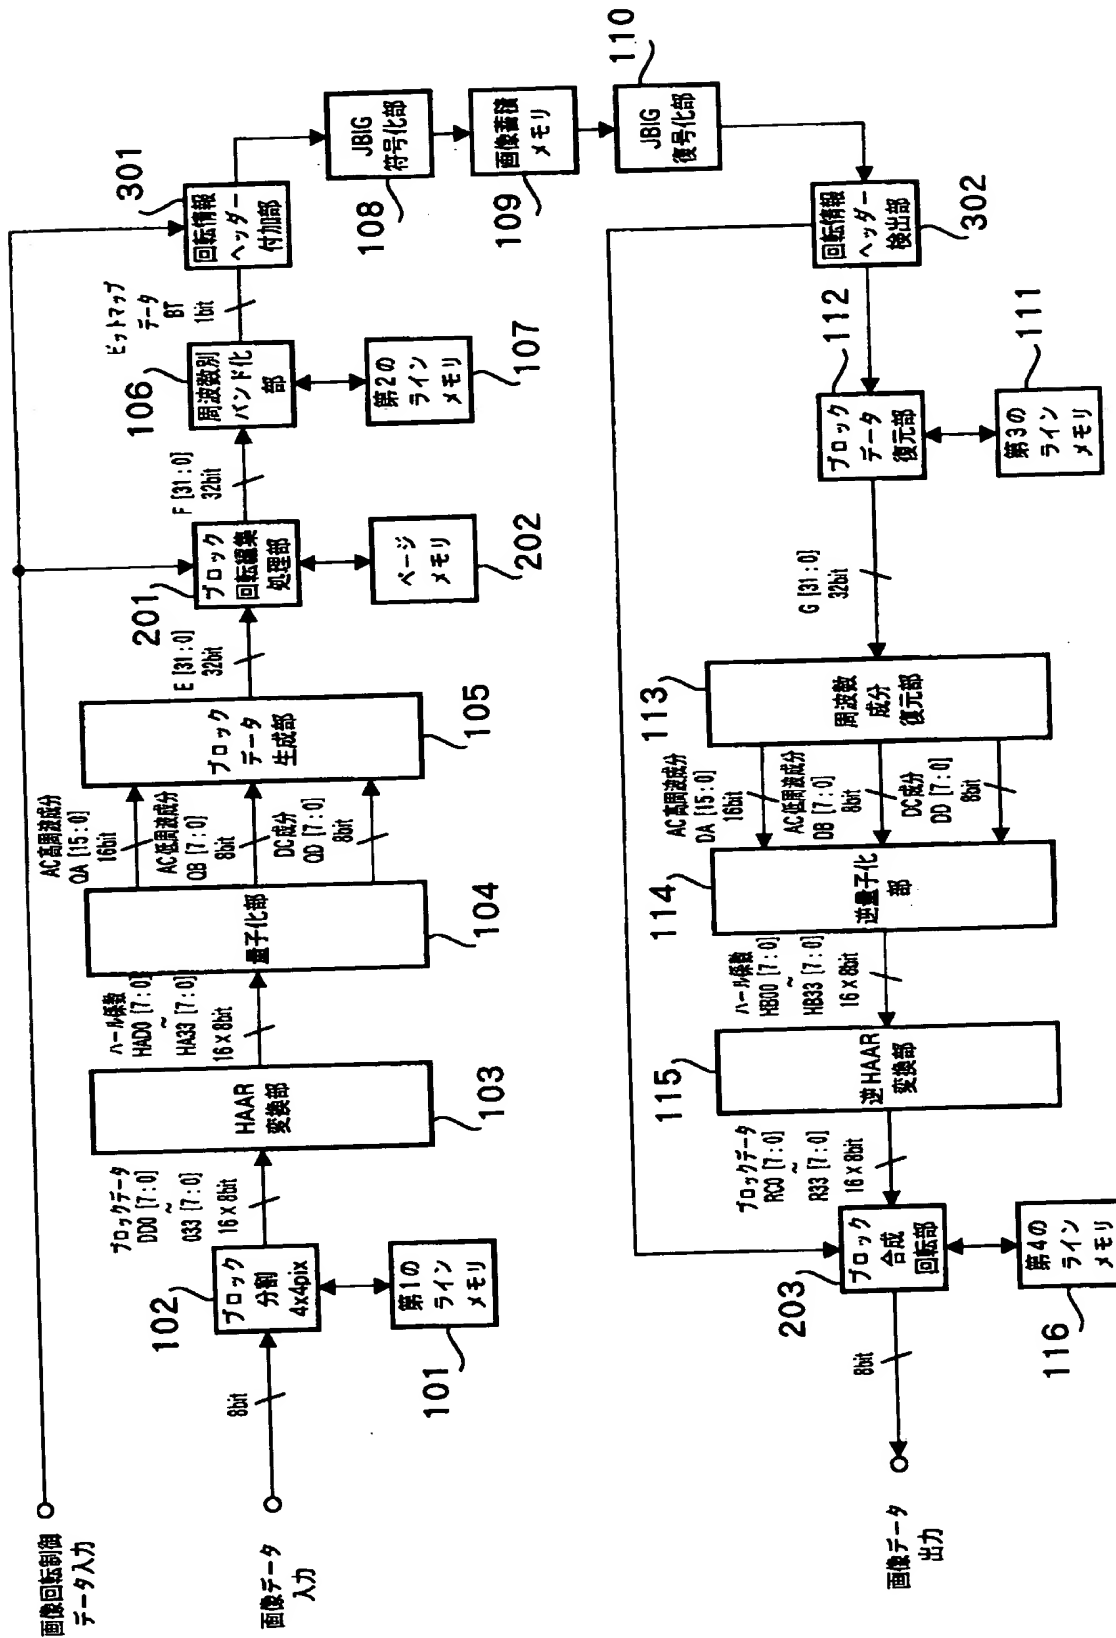 画像回転制御
データ入力
画像データ
入力
8bit
102
ブロック
分割
4x4pix
第1の
ライン
メモリ
101
ブロックデータ
DD0 [7:0]
~
033 [7:0]
16×8bit
HAAR
変換部
103
ハール係数
HAD0 [7:0]
~
HA33 [7:0]
16×8bit
量子化部
104
AC高周波成分
QA [15:0]
16bit
AC低周波成分
QB [7:0]
8bit
DC成分
QD [7:0]
8bit
ブロック
データ
生成部
105
E [31:0]
32bit
201
ブロック
回転編集
処理部
ページ
メモリ
202
F [31:0]
32bit
106
周波数別
バンド化
部
第2の
ライン
メモリ
107
ビットマップ
データ
BT
1bit
301
回転情報
ヘッダー
付加部
JBIG
符号化部
108
画像蓄積
メモリ
109
110
JBIG
復号化部
回転情報
ヘッダー
検出部
302
112
ブロック
データ
復元部
第3の
ライン
メモリ
111
G [31:0]
32bit
113
周波数
成分
復元部
AC高周波成分
DA [15:0]
16bit
AC低周波成分
DB [7:0]
8bit
DC成分
DD [7:0]
8bit
114
逆量子化
部
ハール係数
HB00 [7:0]
~
HB33 [7:0]
16×8bit
115
逆HAAR
変換部
ブロックデータ
RC0 [7:0]
~
R33 [7:0]
16×8bit
203
ブロック
合成
回転部
第4の
ライン
メモリ
116
8bit
画像データ
出力